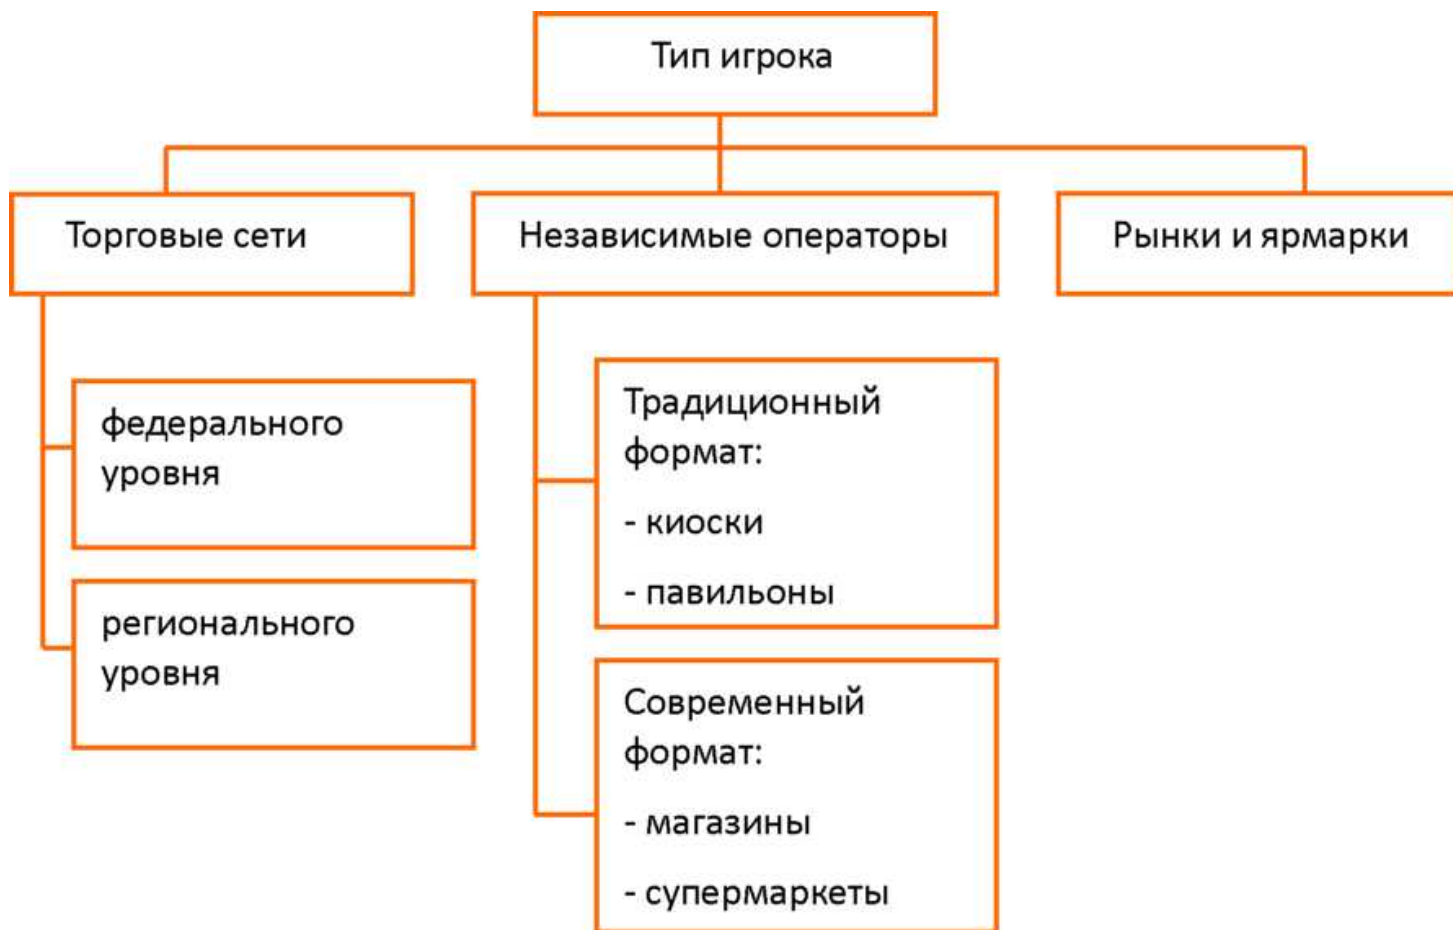 Тип игрока
Торговые сети
Независимые операторы
Рынки и ярмарки
федерального
уровня
регионального
уровня
Традиционный
формат:
- киоски
- павильоны
Современный
формат:
- магазины
- супермаркеты